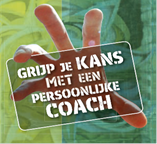 GRIJP JE KANS
MET EEN
PERSOONLIJKE
COACH